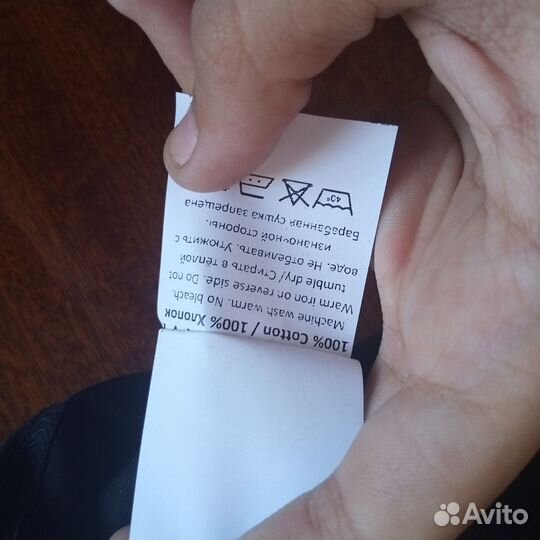 100% Cotton / 100% Хлопок
Machine wash warm. No bleach.
Warm iron on reverse side. Do not
tumble dry/ Стирать в тёплой
воде. Не отбеливать. Утюжить с
изнаночной стороны.
Барабанная сушка запрещена
40°
Avito